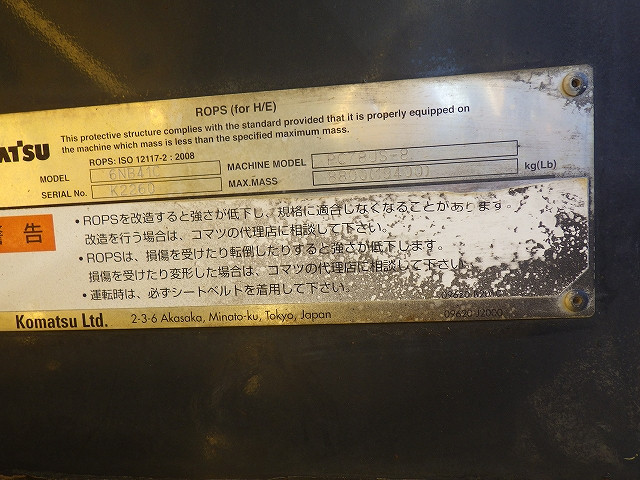 ROPS (for H/E)
ATSU
This protective structure complies with the standard provided that it is properly equipped on
the machine which mass is less than the specified maximum mass.
ROPS: ISO 12117-2 : 2008
MODEL 6NB410 MACHINE MODEL PC78US-8
SERIAL No. K2260 MAX.MASS kg(Lb)
警告
・ROPSを改造すると強さが低下し、規格に適合しなくなることがあります。
改造を行う場合は、コマツの代理店に相談して下さい。
・ROPSは、損傷を受けたり転倒したりすると強さが低下します。
損傷を受けたり変形した場合は、コマツの代理店に相談して下さい。
・運転時は、必ずシートベルトを着用して下さい。
Komatsu Ltd. 2-3-6 Akasaka, Minato-ku, Tokyo, Japan 09620-J2000